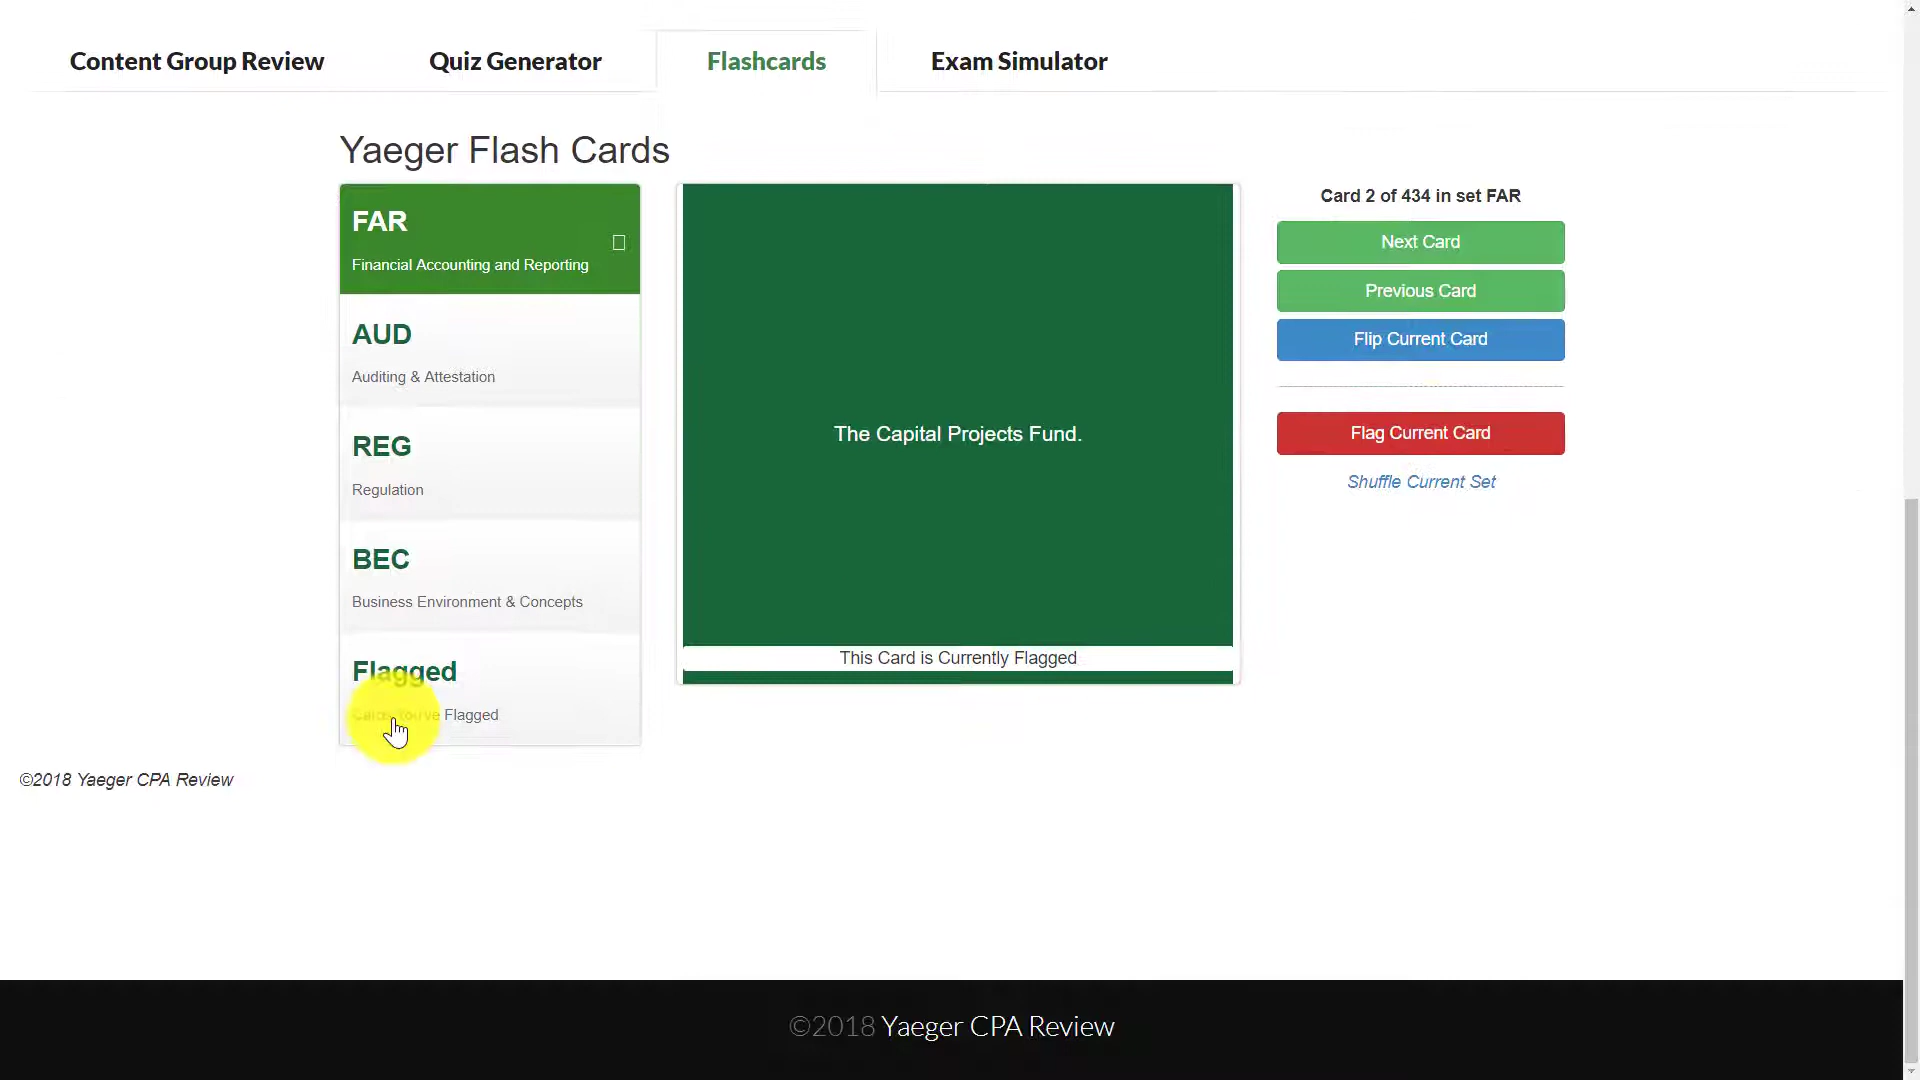 Content Group Review
Quiz Generator
Flashcards
Exam Simulator
Yaeger Flash Cards
FAR
Financial Accounting and Reporting
AUD
Auditing & Attestation
REG
Regulation
BEC
Business Environment & Concepts
Flagged
Cards You've Flagged
The Capital Projects Fund.
This Card is Currently Flagged
Card 2 of 434 in set FAR
Next Card
Previous Card
Flip Current Card
Flag Current Card
Shuffle Current Set
©2018 Yaeger CPA Review
©2018 Yaeger CPA Review